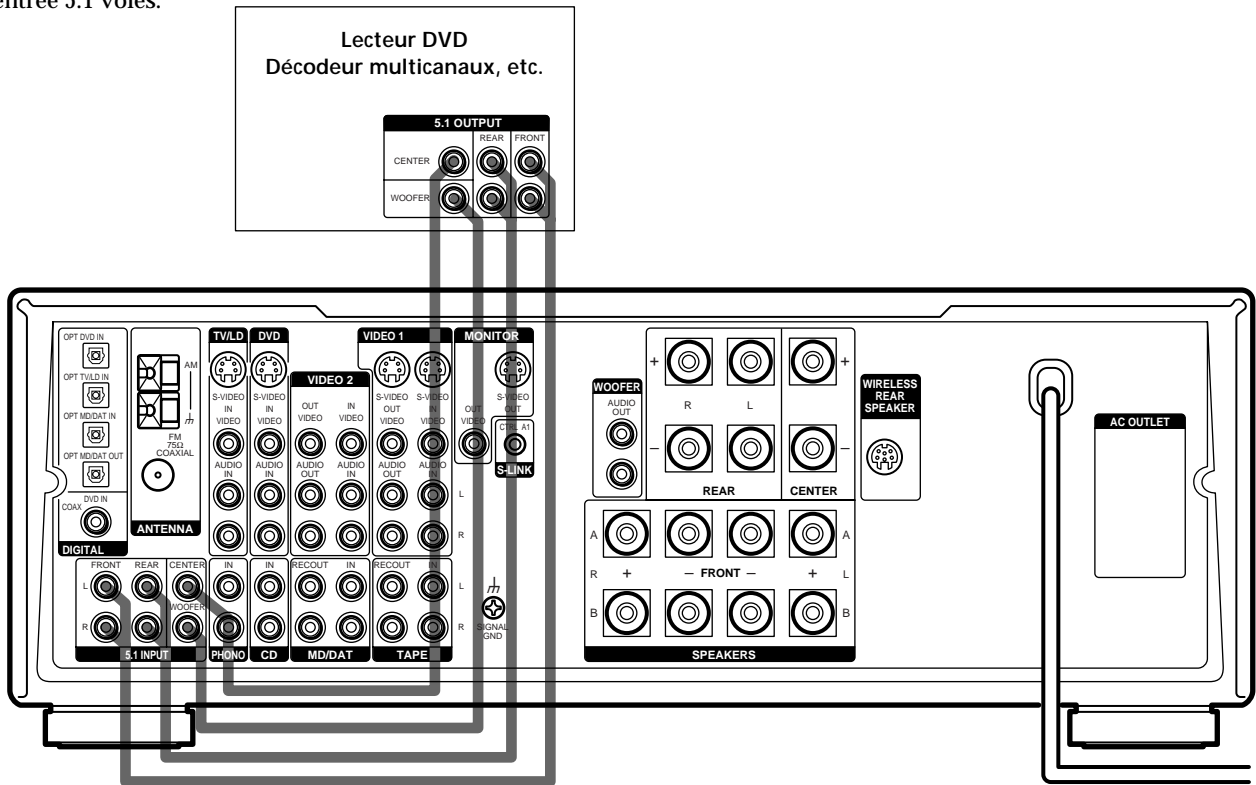 entrée 5.1 voies.
Lecteur DVD
Décodeur multicanaux, etc.
5.1 OUTPUT
REAR FRONT
CENTER
WOOFER
OPT DVD IN
OPT TV/LD IN
OPT MD/DAT IN
OPT MD/DAT OUT
DVD IN
COAX
DIGITAL
AM
FM
75Ω
COAXIAL
ANTENNA
TV/LD DVD VIDEO 1 MONITOR
S-VIDEO S-VIDEO S-VIDEO S-VIDEO S-VIDEO
IN IN OUT IN OUT
VIDEO VIDEO VIDEO VIDEO
VIDEO 2
OUT IN
VIDEO VIDEO
OUT
VIDEO
CTRL A1
S-LINK
AUDIO AUDIO AUDIO AUDIO AUDIO AUDIO
IN IN OUT IN OUT IN
L
R
FRONT REAR CENTER IN IN RECOUT IN RECOUT IN
L L
WOOFER
R R
5.1 INPUT PHONO CD MD/DAT TAPE
SIGNAL
GND
WOOFER
AUDIO
OUT
+ +
R L
– –
REAR CENTER
WIRELESS
REAR
SPEAKER
A A
R + – FRONT – + L
B B
SPEAKERS
AC OUTLET